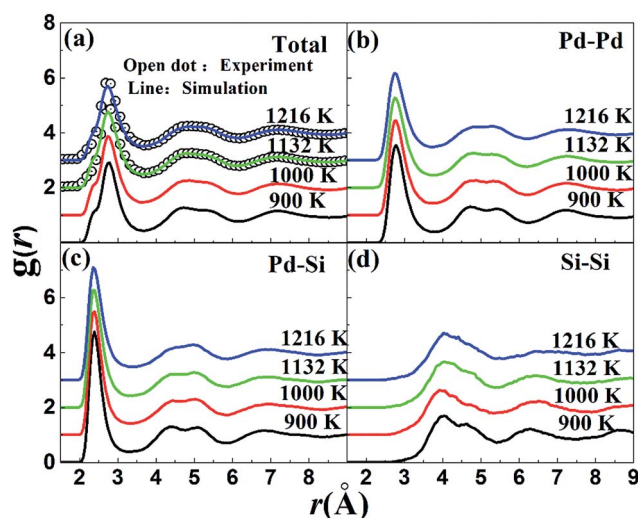 8
(a) Total
Open dot : Experiment
Line: Simulation
1216 K
1132 K
1000 K
900 K
6
4
2
(b) Pd-Pd
1216 K
1132 K
1000 K
900 K
g(r)
(c) Pd-Si
1216 K
1132 K
1000 K
900 K
6
4
2
0
(d) Si-Si
1216 K
1132 K
1000 K
900 K
2 3 4 5 6 7 8 2 3 4 5 6 7 8 9
r(Å)